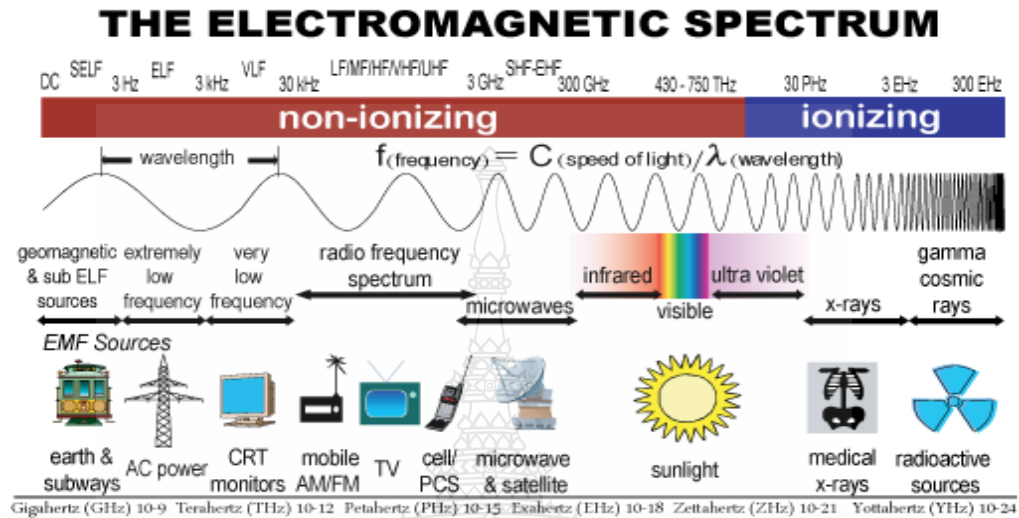 THE ELECTROMAGNETIC SPECTRUM
DC SELF 3 Hz ELF 3 kHz VLF 30 kHz LF/MF/HF/VHF/UHF 3 GHz SHF-EHF 300 GHz 430 - 750 THz 30 PHz 3 EHz 300 EHz
non-ionizing ionizing
wavelength f(frequency) = C (speed of light)/λ (wavelength)
geomagnetic & sub ELF sources
extremely low frequency
very low frequency
radio frequency spectrum
microwaves
infrared
visible
ultra violet
x-rays
gamma cosmic rays
EMF Sources
earth & subways
AC power
CRT monitors
mobile AM/FM
TV
cell/ PCS
microwave & satellite
sunlight
medical x-rays
radioactive sources
Gigahertz (GHz) 10-9 Terahertz (THz) 10-12 Petahertz (PHz) 10-15 Exahertz (EHz) 10-18 Zettahertz (ZHz) 10-21 Yottahertz (YHz) 10-24